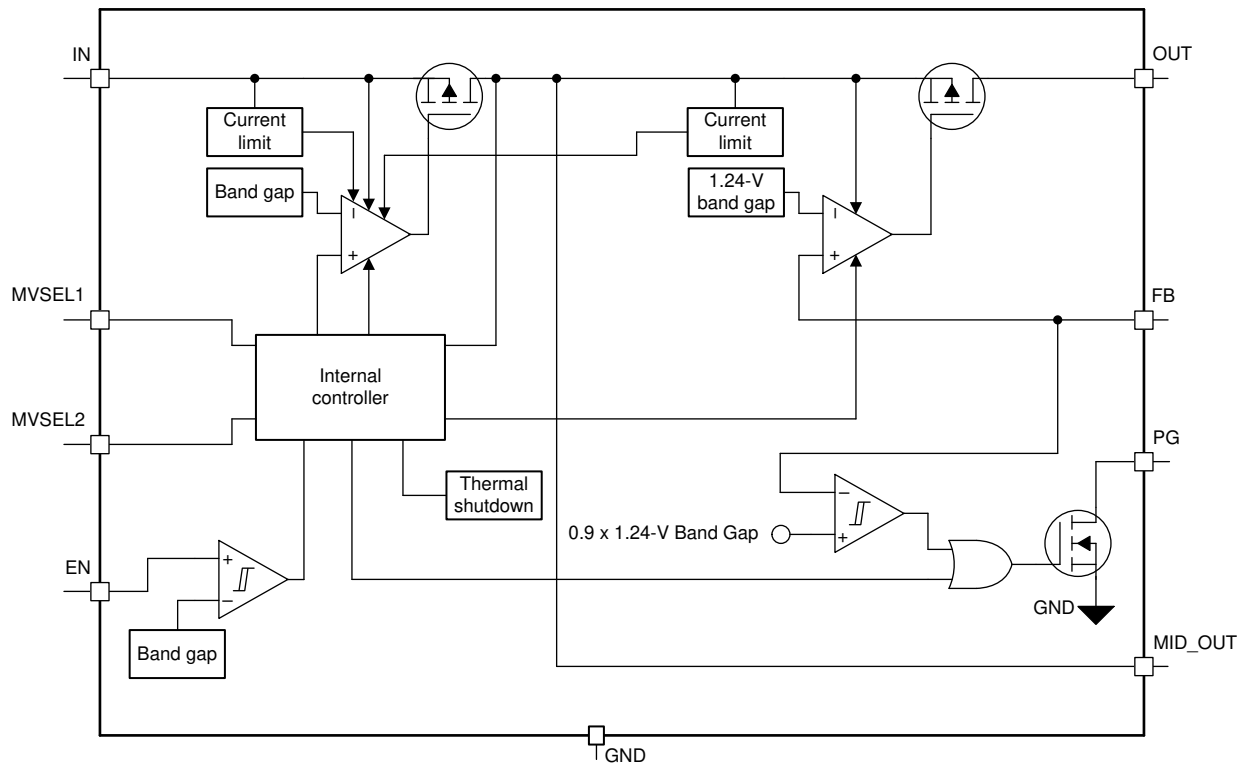 IN
OUT
Current
limit
Current
limit
Band gap
1.24-V
band gap
–
+
–
+
MVSEL1
FB
Internal
controller
MVSEL2
PG
Thermal
shutdown
–
0.9 x 1.24-V Band Gap
+
EN
+
–
GND
Band gap
MID_OUT
GND